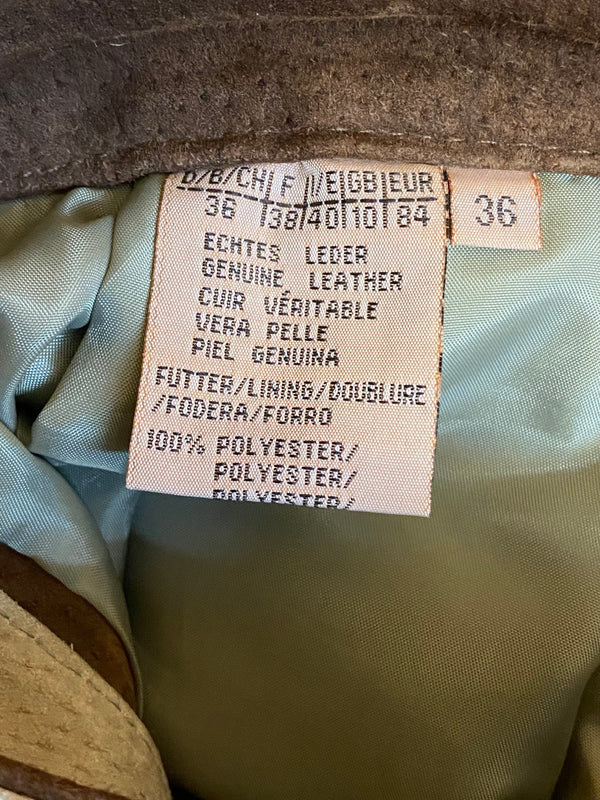 D/B/CH F I/E GB EUR
36 38 40 10 84
36
ECHTES LEDER
GENUINE LEATHER
CUIR VÉRITABLE
VERA PELLE
PIEL GENUINA
FUTTER/LINING/DOUBLURE
/FODERA/FORRO
100% POLYESTER/
POLYESTER/
POLYESTER/